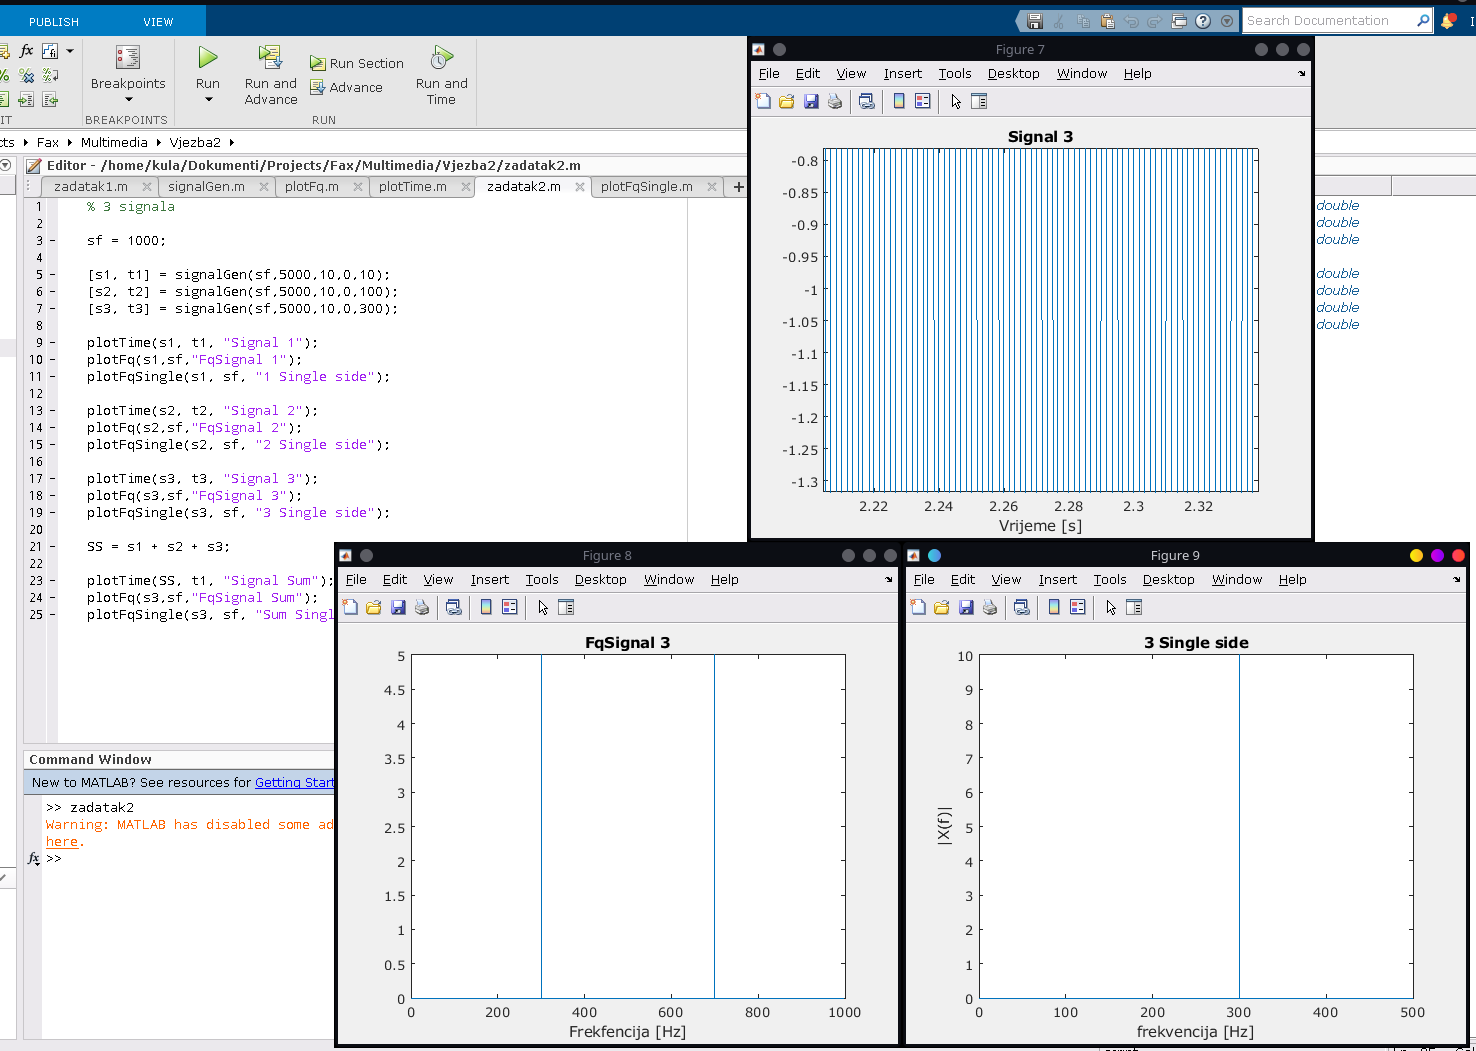 PUBLISH VIEW
Search Documentation
Breakpoints
Run
Run and
Advance
Run Section
Advance
Run and
Time
BREAKPOINTS
RUN
Fax Multimedia Vjezba2
Editor - /home/kula/Dokumenti/Projects/Fax/Multimedia/Vjezba2/zadatak2.m
zadatak1.m signalGen.m plotFq.m plotTime.m zadatak2.m plotFqSingle.m
1 % 3 signala
2
3 - sf = 1000;
4
5 - [s1, t1] = signalGen(sf,5000,10,0,10);
6 - [s2, t2] = signalGen(sf,5000,10,0,100);
7 - [s3, t3] = signalGen(sf,5000,10,0,300);
8
9 - plotTime(s1, t1, "Signal 1");
10 - plotFq(s1,sf,"FqSignal 1");
11 - plotFqSingle(s1, sf, "1 Single side");
12
13 - plotTime(s2, t2, "Signal 2");
14 - plotFq(s2,sf,"FqSignal 2");
15 - plotFqSingle(s2, sf, "2 Single side");
16
17 - plotTime(s3, t3, "Signal 3");
18 - plotFq(s3,sf,"FqSignal 3");
19 - plotFqSingle(s3, sf, "3 Single side");
20
21 - SS = s1 + s2 + s3;
22
23 - plotTime(SS, t1, "Signal Sum");
24 - plotFq(s3,sf,"FqSignal Sum");
25 - plotFqSingle(s3, sf, "Sum Singl
Command Window
New to MATLAB? See resources for Getting Start
>> zadatak2
Warning: MATLAB has disabled some ad
here.
fx >>
Figure 7
File Edit View Insert Tools Desktop Window Help
Signal 3
-0.8
-0.85
-0.9
-0.95
-1
-1.05
-1.1
-1.15
-1.2
-1.25
-1.3
2.22 2.24 2.26 2.28 2.3 2.32
Vrijeme [s]
double
double
double
double
double
double
double
Figure 8
File Edit View Insert Tools Desktop Window Help
FqSignal 3
5
4.5
4
3.5
3
2.5
2
1.5
1
0.5
0
0 200 400 600 800 1000
Frekfencija [Hz]
Figure 9
File Edit View Insert Tools Desktop Window Help
3 Single side
10
9
8
7
6
5
4
3
2
1
0
|X(f)|
0 100 200 300 400 500
frekvencija [Hz]